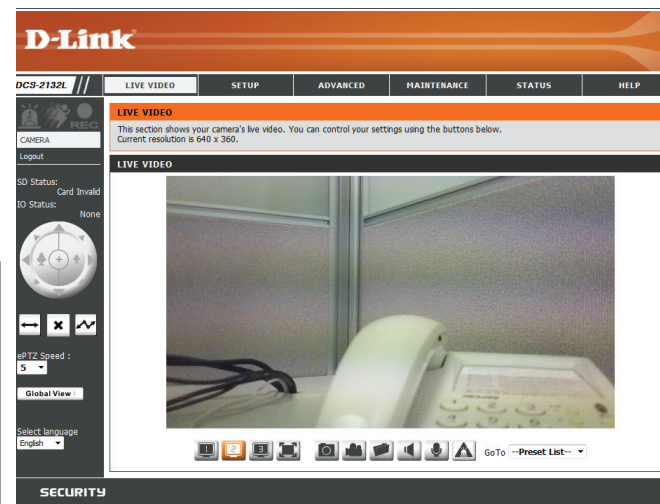 D-Link
DCS-2132L
LIVE VIDEO SETUP ADVANCED MAINTENANCE STATUS HELP
REC
CAMERA
Logout
SD Status:
Card Invalid
IO Status:
None
ePTZ Speed :
5
Global View :
Select language
English
LIVE VIDEO
This section shows your camera's live video. You can control your settings using the buttons below.
Current resolution is 640 x 360.
LIVE VIDEO
1 2 3
GoTo --Preset List--
SECURITY